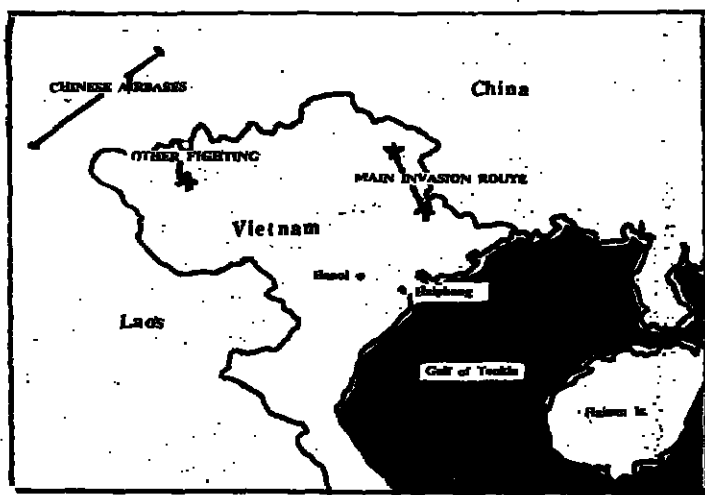 China
CHINESE AIRBASES
OTHER FIGHTING
MAIN INVASION ROUTE
Vietnam
Hanoi
Haiphong
Laos
Gulf of Tonkin
Hainan Is.